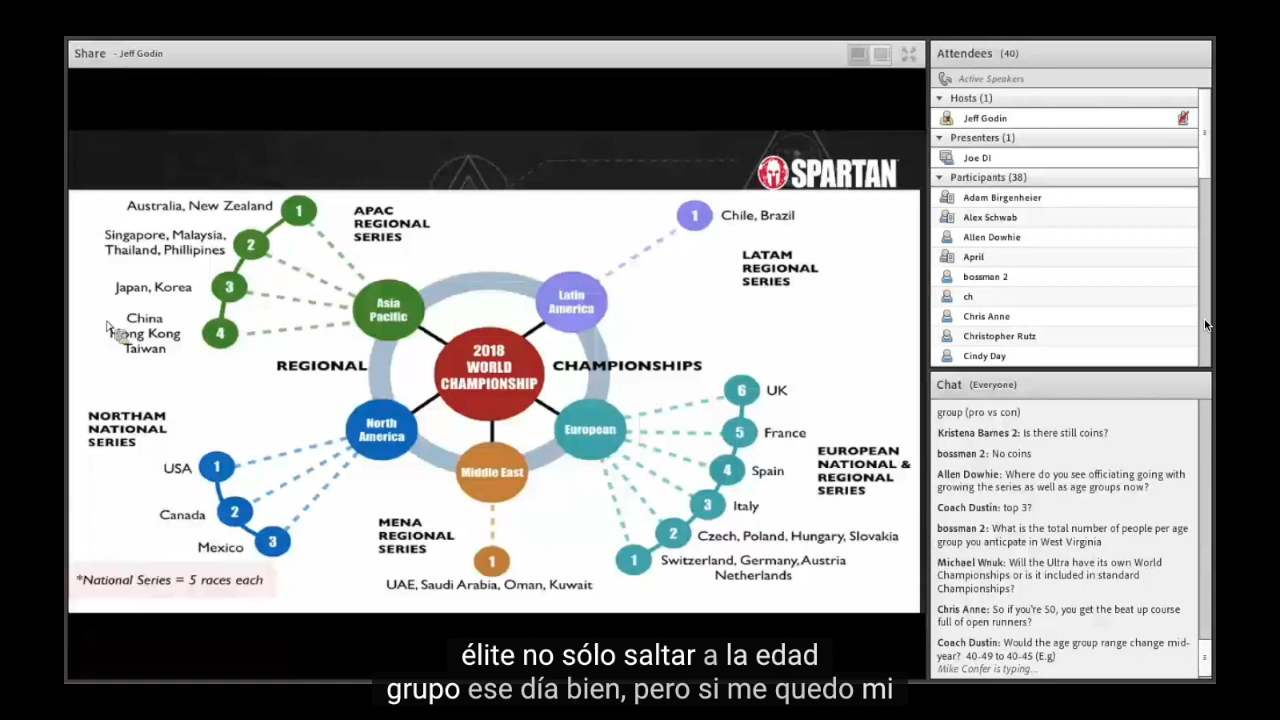 Share - Jeff Godin
SPARTAN
Australia, New Zealand
1
APAC
REGIONAL
SERIES
Singapore, Malaysia,
Thailand, Phillipines
2
Japan, Korea
3
China
Hong Kong
Taiwan
4
Asia
Pacific
1
Chile, Brazil
LATAM
REGIONAL
SERIES
Latin
America
REGIONAL
2018
WORLD
CHAMPIONSHIP
CHAMPIONSHIPS
NORTHAM
NATIONAL
SERIES
North
America
USA
1
Canada
2
Mexico
3
*National Series = 5 races each
Middle East
MENA
REGIONAL
SERIES
1
UAE, Saudi Arabia, Oman, Kuwait
European
6
UK
5
France
EUROPEAN
NATIONAL &
REGIONAL
SERIES
4
Spain
3
Italy
2
Czech, Poland, Hungary, Slovakia
1
Switzerland, Germany, Austria
Netherlands
Attendees (40)
Active Speakers
Hosts (1)
Jeff Godin
Presenters (1)
Joe DI
Participants (38)
Adam Birgenheier
Alex Schwab
Allen Dowhie
April
bossman 2
ch
Chris Anne
Christopher Rutz
Cindy Day
Chat (Everyone)
group (pro vs con)
Kristena Barnes 2: Is there still coins?
bossman 2: No coins
Allen Dowhie: Where do you see officiating going with
growing the series as well as age groups now?
Coach Dustin: top 3?
bossman 2: What is the total number of people per age
group you anticpate in West Virginia
Michael Wnuk: Will the Ultra have its own World
Championships or is it included in standard
Championships?
Chris Anne: So if you're 50, you get the beat up course
full of open runners?
Coach Dustin: Would the age group range change mid-
year? 40-49 to 40-45 (E.g)
Mike Confer is typing...
élite no sólo saltar a la edad
grupo ese día bien, pero si me quedo mi